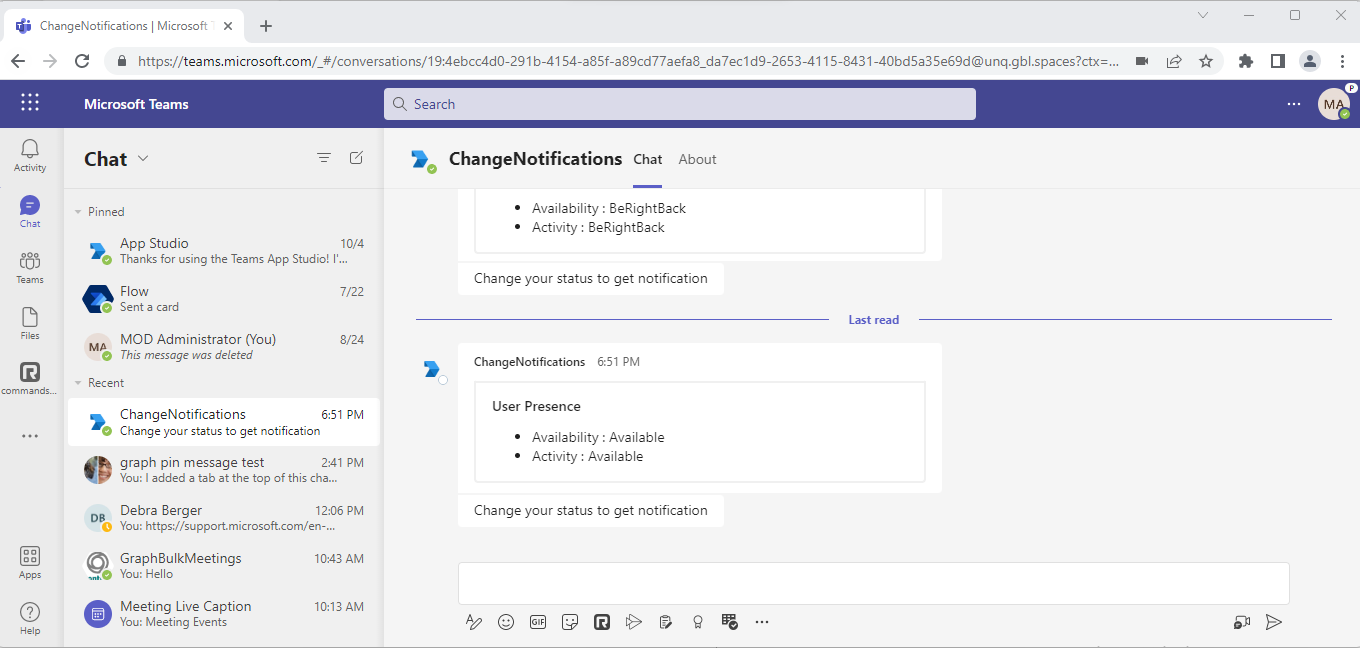 ChangeNotifications | Microsoft T
https://teams.microsoft.com/_#/conversations/19:4ebcc4d0-291b-4154-a85f-a89cd77aefa8_da7ec1d9-2653-4115-8431-40bd5a35e69d@unq.gbl.spaces?ctx=...
Microsoft Teams
Search
MA
P
Activity
Chat
Teams
Files
commands...
Apps
Help
Chat
Pinned
App Studio 10/4
Thanks for using the Teams App Studio! I'...
Flow 7/22
Sent a card
MA
MOD Administrator (You) 8/24
This message was deleted
Recent
ChangeNotifications 6:51 PM
Change your status to get notification
graph pin message test 2:41 PM
You: I added a tab at the top of this cha...
DB
Debra Berger 12:06 PM
You: https://support.microsoft.com/en-...
GraphBulkMeetings 10:43 AM
You: Hello
Meeting Live Caption 10:13 AM
You: Meeting Events
ChangeNotifications Chat About
• Availability : BeRightBack
• Activity : BeRightBack
Change your status to get notification
Last read
ChangeNotifications 6:51 PM
User Presence
• Availability : Available
• Activity : Available
Change your status to get notification
GIF